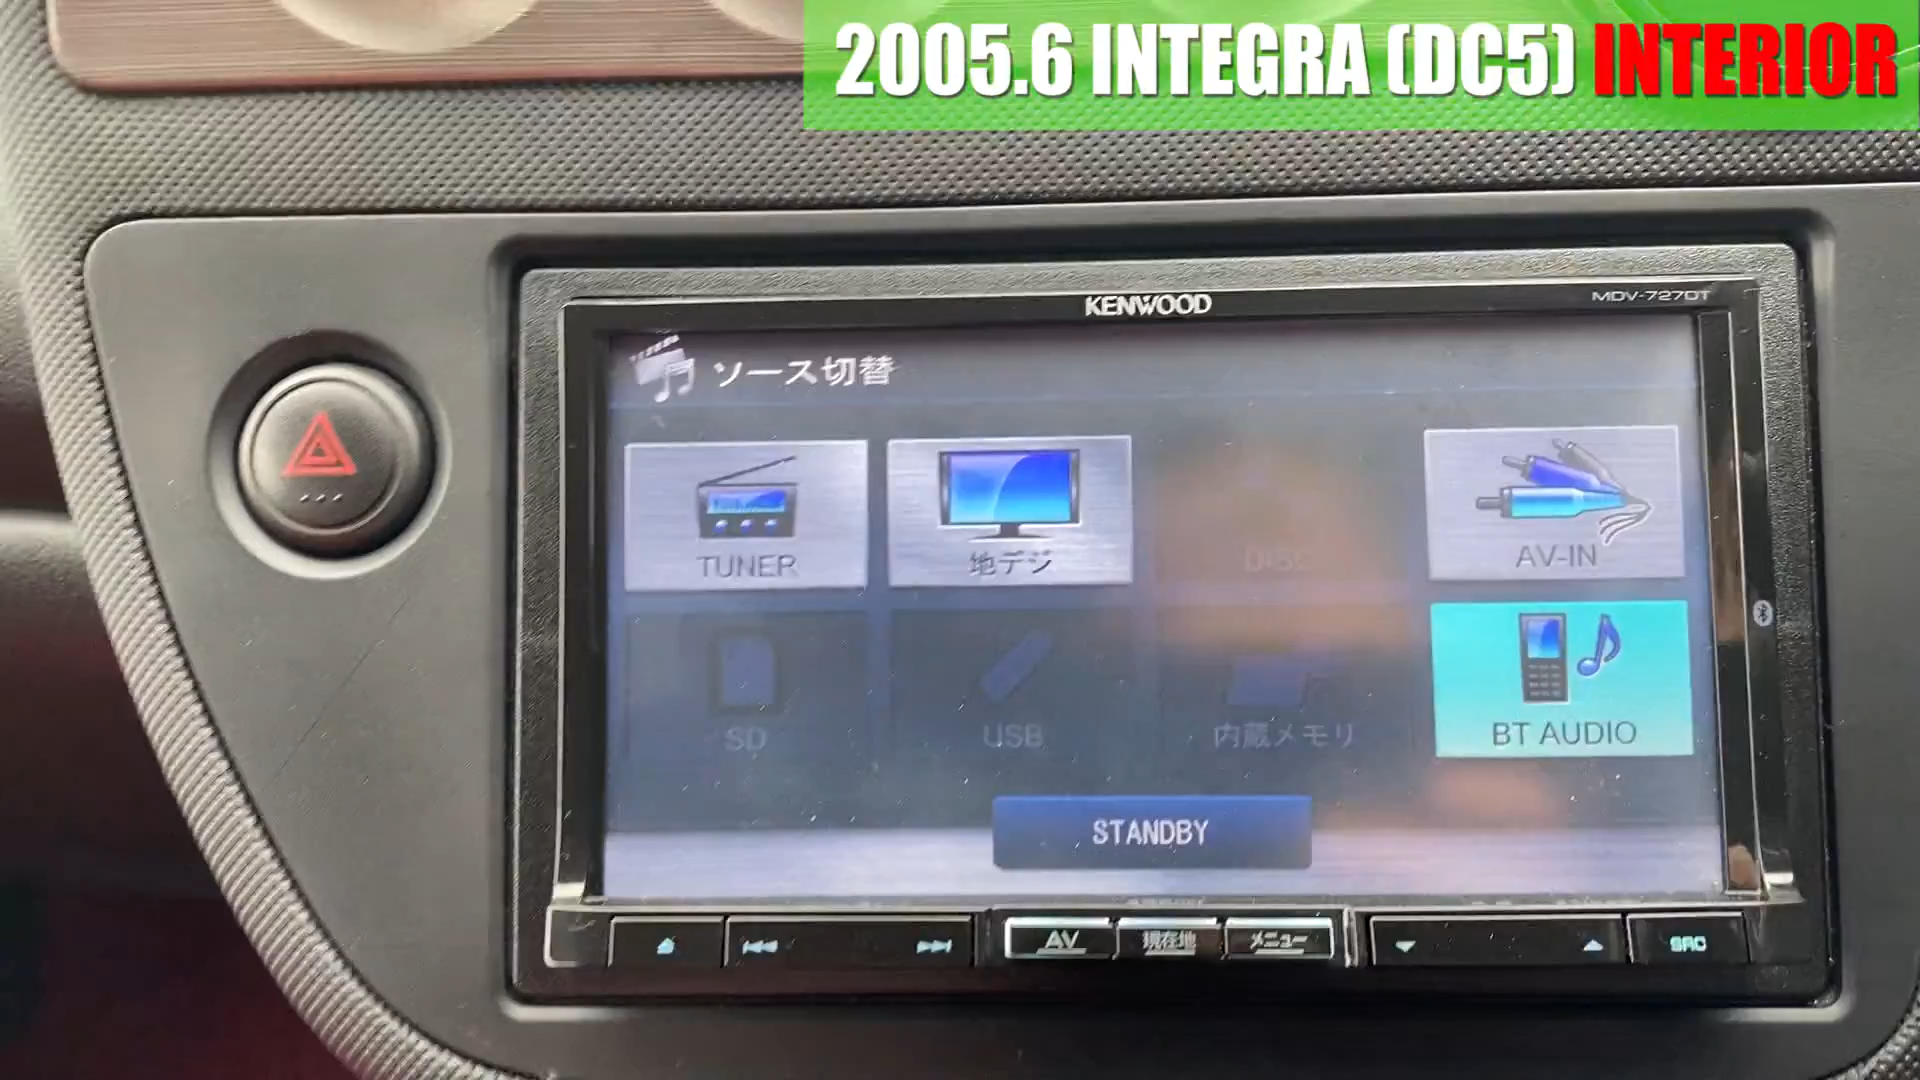 2005.6 INTEGRA (DC5) INTERIOR
KENWOOD
MDV-727DT
ソース切替
TUNER
地デジ
DISC
AV-IN
SD
USB
内蔵メモリ
BT AUDIO
STANDBY
AV
現在地
メニュー
SRC